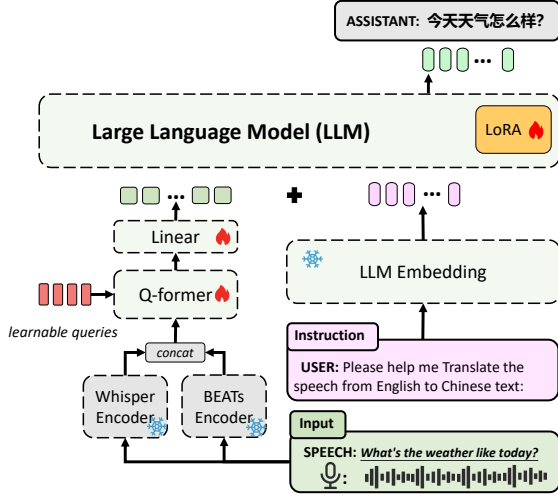 ASSISTANT: 今天天气怎么样?
Large Language Model (LLM)
LoRA
Linear
Q-former
learnable queries
concat
Whisper
Encoder
BEATs
Encoder
LLM Embedding
Instruction
USER: Please help me Translate the
speech from English to Chinese text:
Input
SPEECH: What's the weather like today?
: